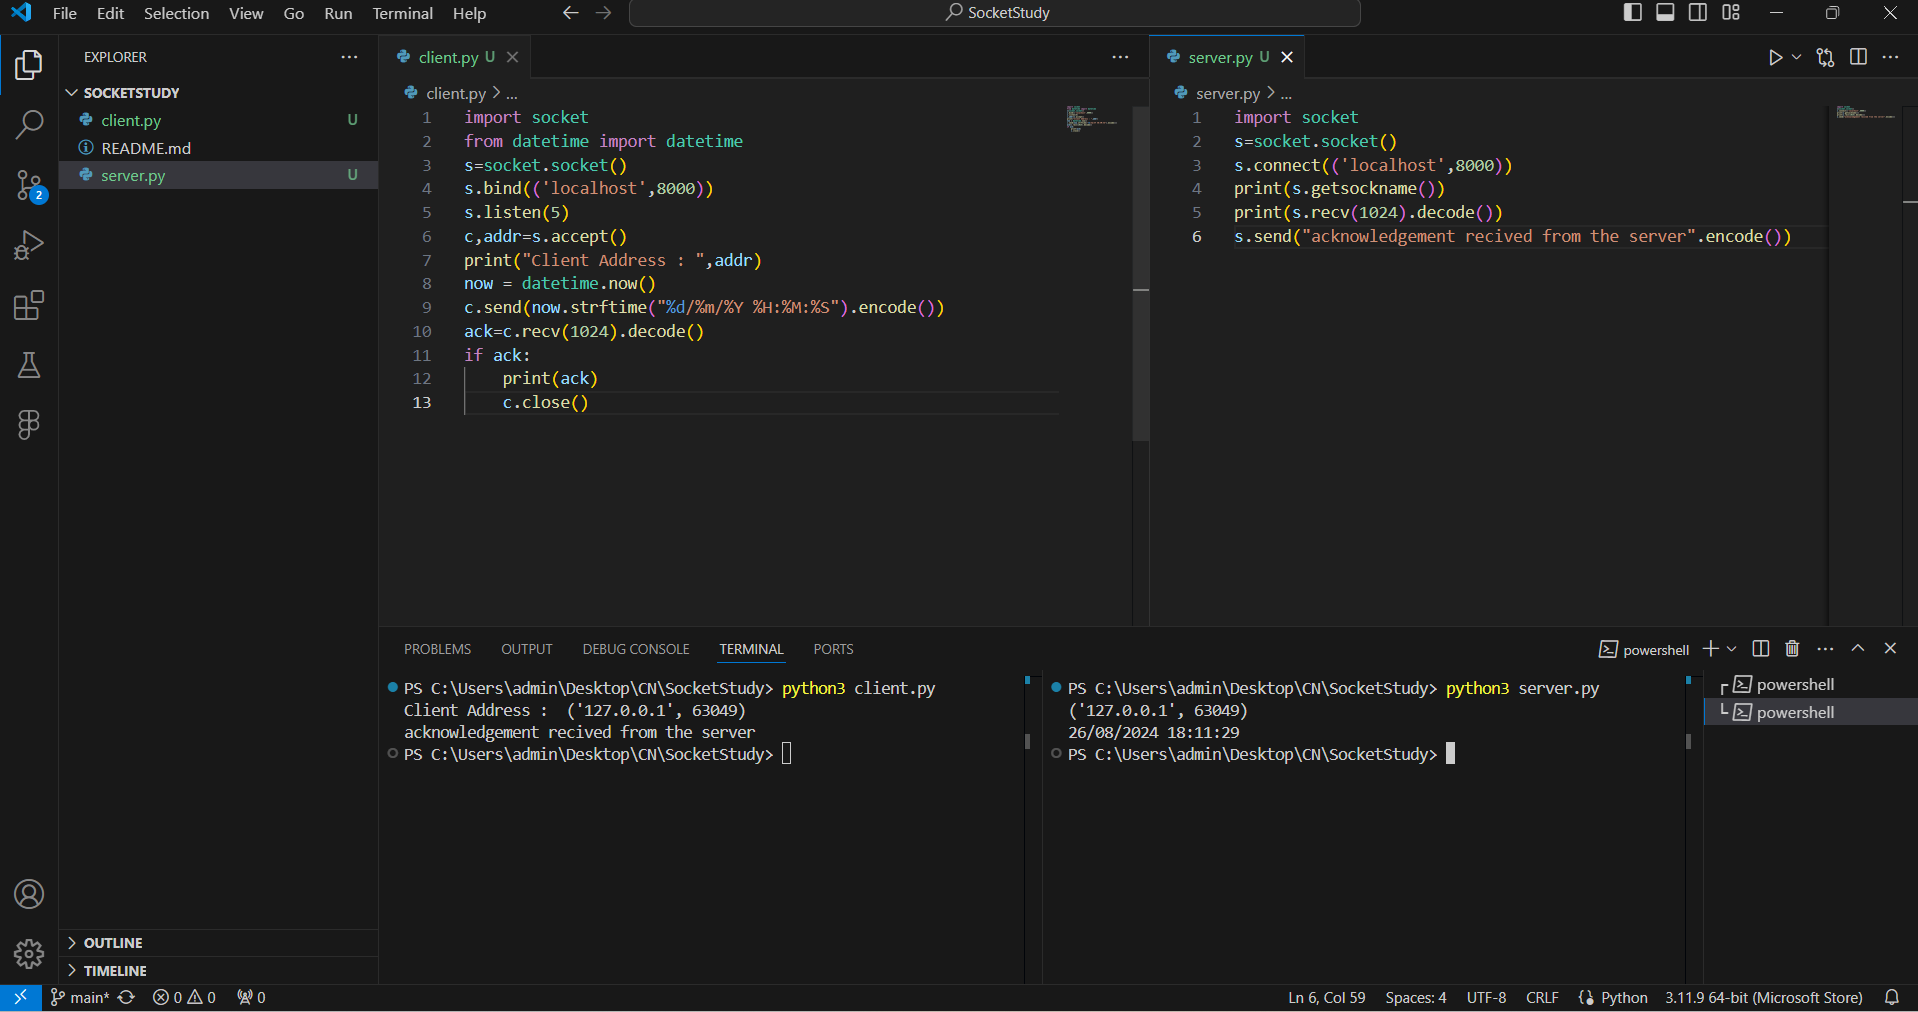 File Edit Selection View Go Run Terminal Help
SocketStudy
EXPLORER
SOCKETSTUDY
client.py U
README.md
server.py U
2
client.py U
client.py > ...
1 import socket
2 from datetime import datetime
3 s=socket.socket()
4 s.bind(('localhost',8000))
5 s.listen(5)
6 c,addr=s.accept()
7 print("Client Address : ",addr)
8 now = datetime.now()
9 c.send(now.strftime("%d/%m/%Y %H:%M:%S").encode())
10 ack=c.recv(1024).decode()
11 if ack:
12     print(ack)
13     c.close()
server.py U
server.py > ...
1 import socket
2 s=socket.socket()
3 s.connect(('localhost',8000))
4 print(s.getsockname())
5 print(s.recv(1024).decode())
6 s.send("acknowledgement recived from the server".encode())
PROBLEMS OUTPUT DEBUG CONSOLE TERMINAL PORTS
powershell
PS C:\Users\admin\Desktop\CN\SocketStudy> python3 client.py
Client Address :  ('127.0.0.1', 63049)
acknowledgement recived from the server
PS C:\Users\admin\Desktop\CN\SocketStudy>
PS C:\Users\admin\Desktop\CN\SocketStudy> python3 server.py
('127.0.0.1', 63049)
26/08/2024 18:11:29
PS C:\Users\admin\Desktop\CN\SocketStudy>
powershell
powershell
OUTLINE
TIMELINE
main* 0 0 0
Ln 6, Col 59 Spaces: 4 UTF-8 CRLF Python 3.11.9 64-bit (Microsoft Store)